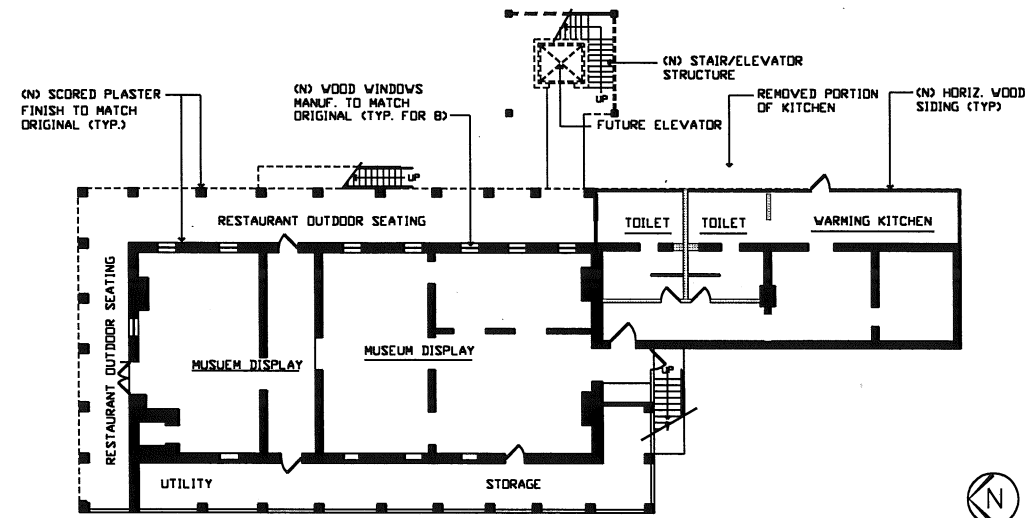 (N) STAIR/ELEVATOR
STRUCTURE
(N) SCORED PLASTER
FINISH TO MATCH
ORIGINAL (TYP.)
(N) WOOD WINDOWS
MANUF. TO MATCH
ORIGINAL (TYP. FOR 8)
REMOVED PORTION
OF KITCHEN
(N) HORIZ. WOOD
SIDING (TYP)
UP
FUTURE ELEVATOR
UP
RESTAURANT OUTDOOR SEATING
TOILET
TOILET
WARMING KITCHEN
RESTAURANT OUTDOOR SEATING
MUSUEM DISPLAY
MUSEUM DISPLAY
UP
UTILITY
STORAGE
N